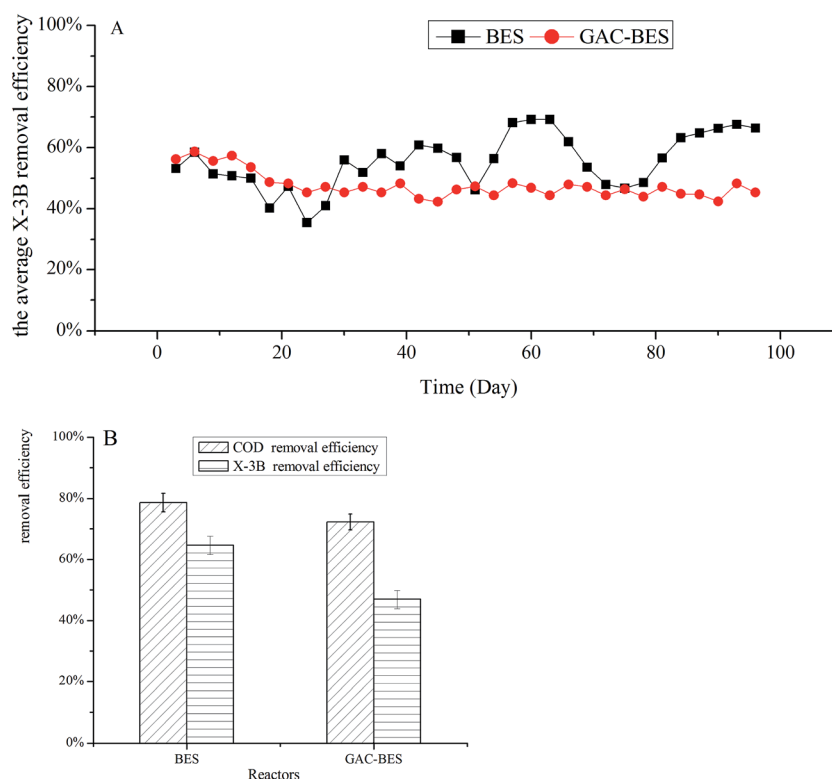 A
BES GAC-BES
100%
80%
60%
40%
20%
0%
the average X-3B removal efficiency
0 20 40 60 80 100
Time (Day)
B
COD removal efficiency
X-3B removal efficiency
100%
80%
60%
40%
20%
0%
removal efficiency
BES GAC-BES
Reactors